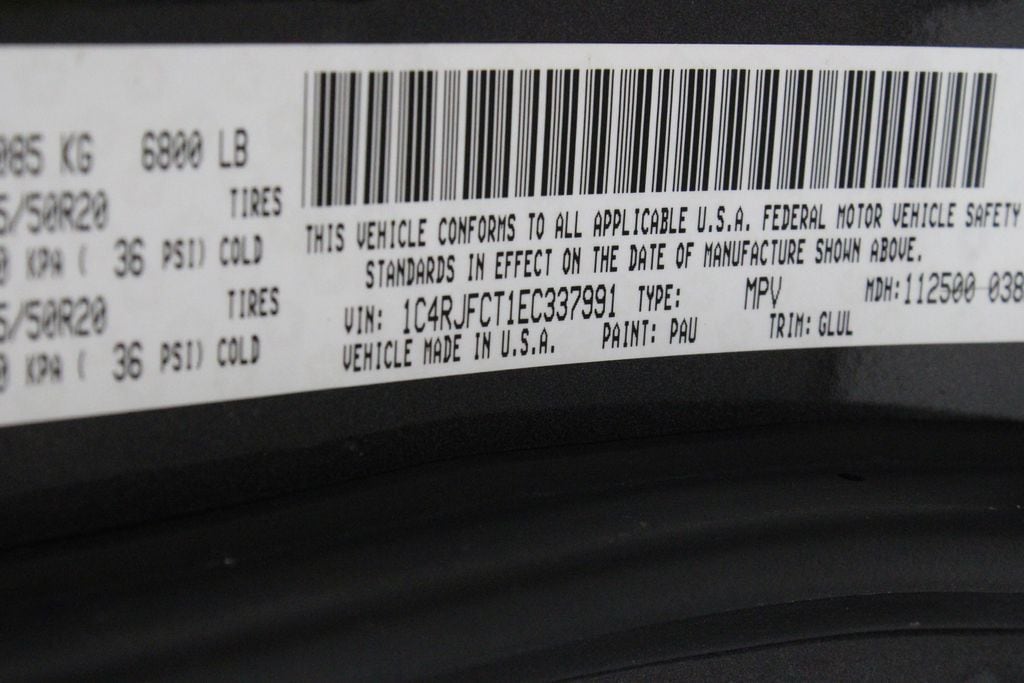 085 KG 6800 LB
5/50R20 TIRES
0 KPA ( 36 PSI) COLD
5/50R20 TIRES
0 KPA ( 36 PSI) COLD
THIS VEHICLE CONFORMS TO ALL APPLICABLE U.S.A. FEDERAL MOTOR VEHICLE SAFETY
STANDARDS IN EFFECT ON THE DATE OF MANUFACTURE SHOWN ABOVE.
VIN: 1C4RJFCT1EC337991 TYPE: MPV MDH:112500 038
VEHICLE MADE IN U.S.A. PAINT: PAU TRIM:GLUL